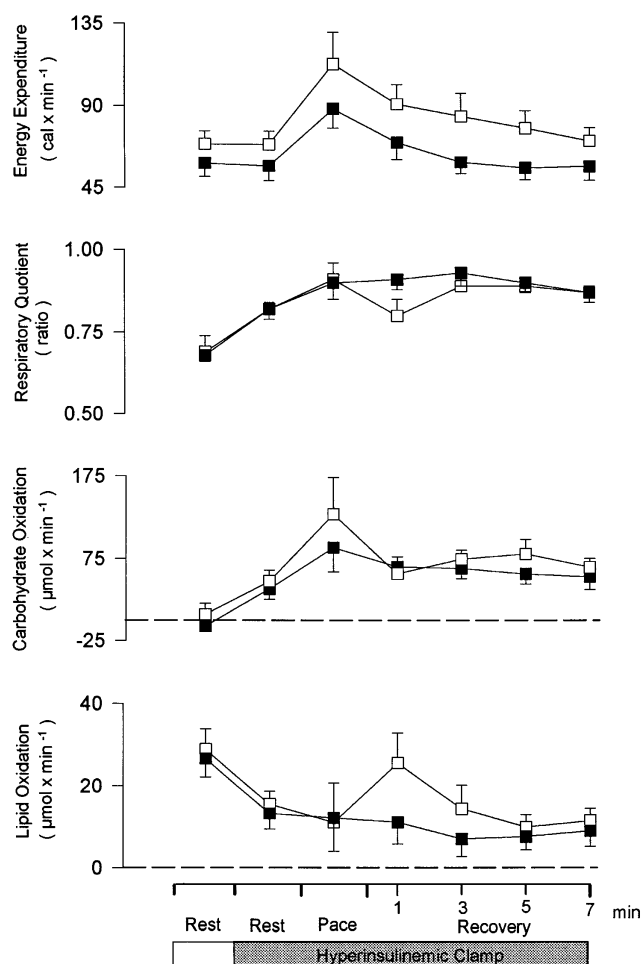 Energy Expenditure
( cal x min ⁻¹ )
135
90
45
Respiratory Quotient
( ratio )
1.00
0.75
0.50
Carbohydrate Oxidation
( µmol x min ⁻¹ )
175
75
-25
Lipid Oxidation
( µmol x min ⁻¹ )
40
20
0
1 3 5 7 min
Rest Rest Pace Recovery
Hyperinsulinemic Clamp